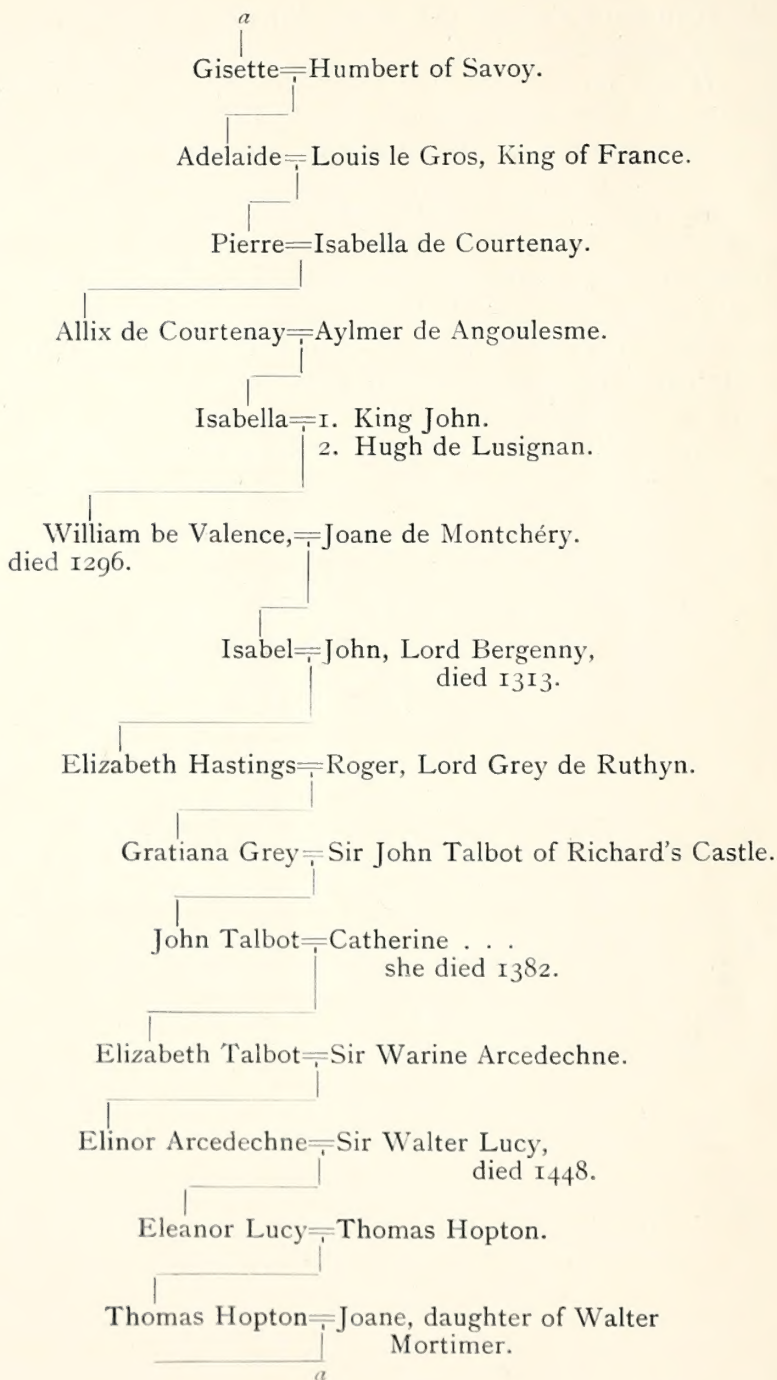 a
Gisette=Humbert of Savoy.
Adelaide=Louis le Gros, King of France.
Pierre=Isabella de Courtenay.
Allix de Courtenay=Aylmer de Angoulesme.
Isabella=1. King John.
2. Hugh de Lusignan.
William be Valence,=Joane de Montchéry.
died 1296.
Isabel=John, Lord Bergenny,
died 1313.
Elizabeth Hastings=Roger, Lord Grey de Ruthyn.
Gratiana Grey=Sir John Talbot of Richard's Castle.
John Talbot=Catherine . . .
she died 1382.
Elizabeth Talbot=Sir Warine Arcedechne.
Elinor Arcedechne=Sir Walter Lucy,
died 1448.
Eleanor Lucy=Thomas Hopton.
Thomas Hopton=Joane, daughter of Walter
Mortimer.
a